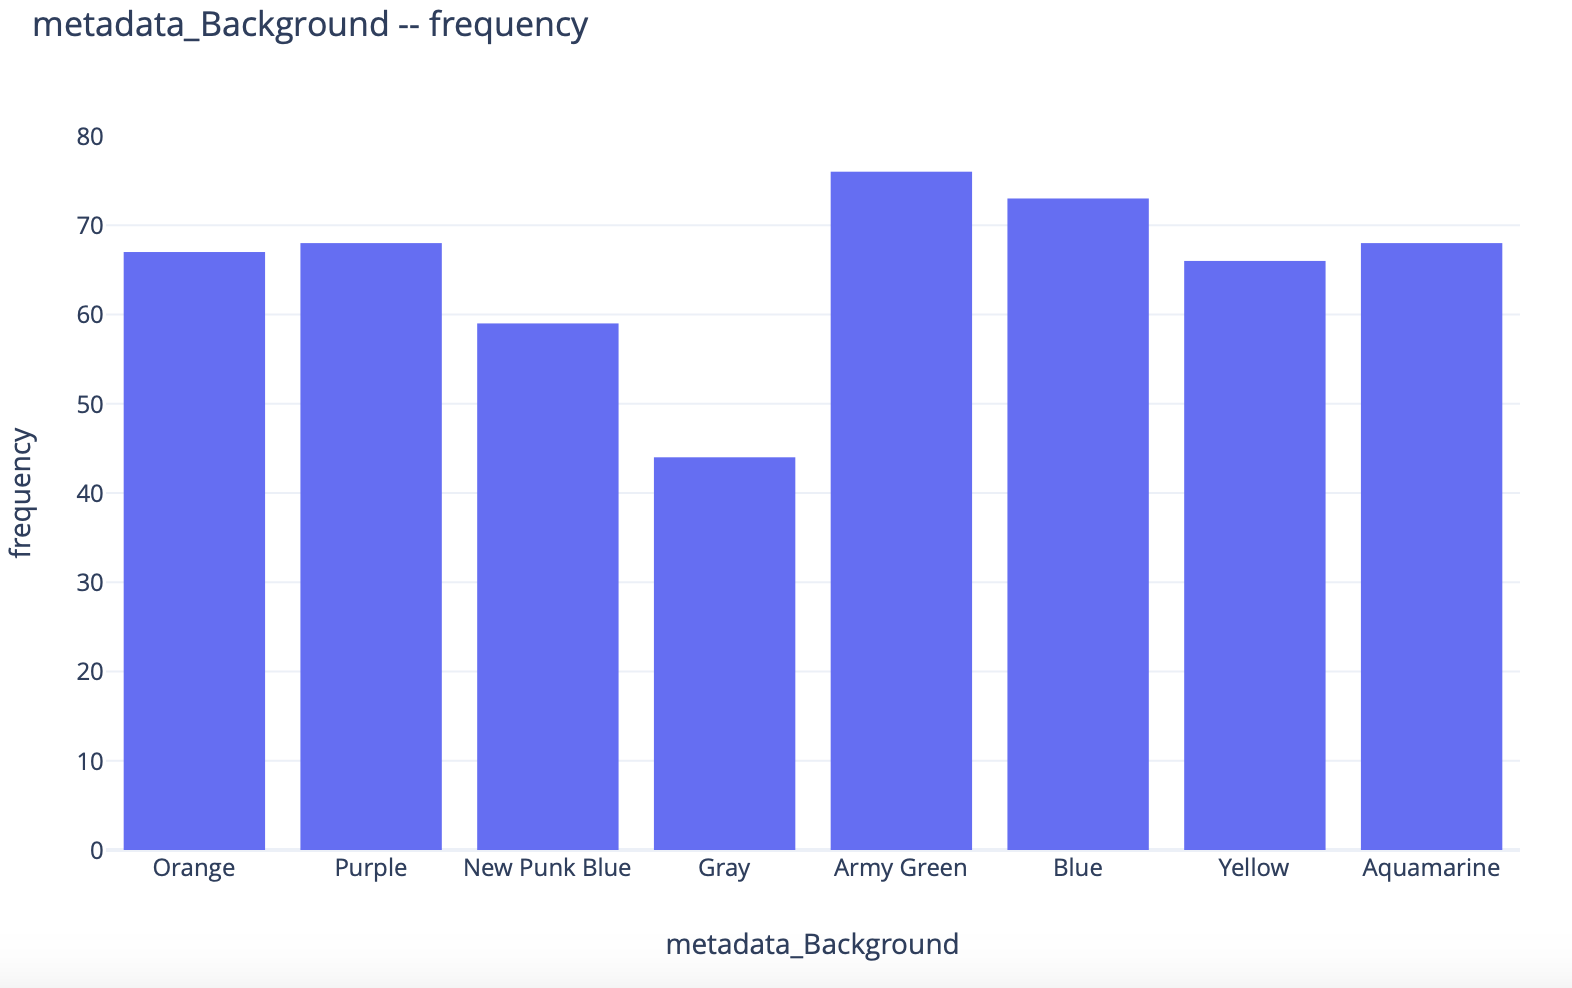 metadata_Background -- frequency
80
70
60
50
40
30
20
10
0
frequency
Orange Purple New Punk Blue Gray Army Green Blue Yellow Aquamarine
metadata_Background